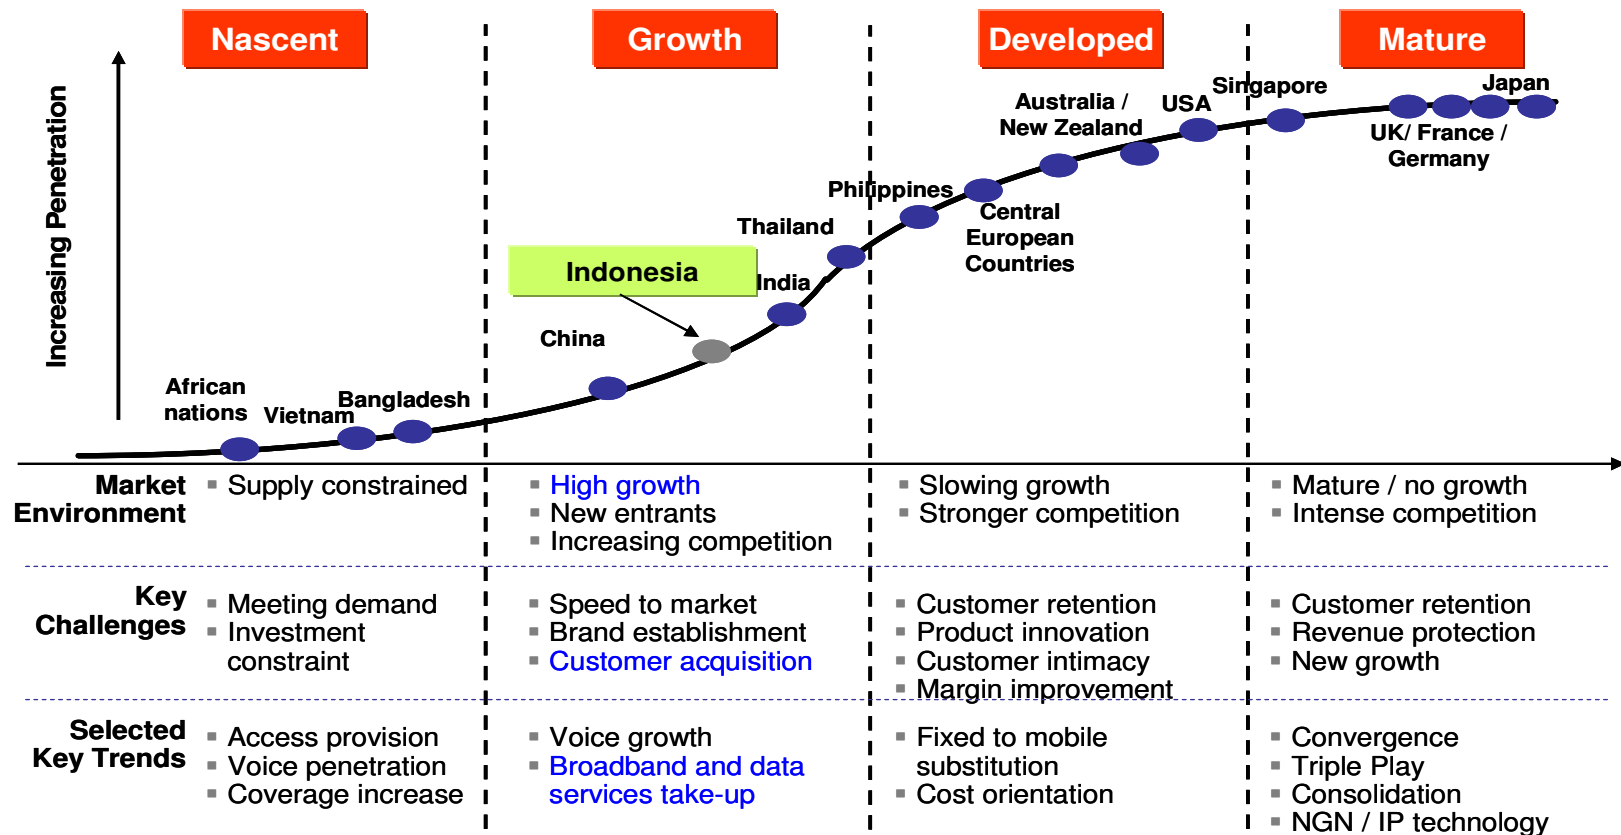 Nascent
Growth
Developed
Mature
Increasing Penetration
African
nations
Vietnam
Bangladesh
China
Indonesia
India
Thailand
Philippines
Central
European
Countries
Australia /
New Zealand
USA
Singapore
UK/ France /
Germany
Japan
Market
Environment
Supply constrained
High growth
New entrants
Increasing competition
Slowing growth
Stronger competition
Mature / no growth
Intense competition
Key
Challenges
Meeting demand
Investment
constraint
Speed to market
Brand establishment
Customer acquisition
Customer retention
Product innovation
Customer intimacy
Margin improvement
Customer retention
Revenue protection
New growth
Selected
Key Trends
Access provision
Voice penetration
Coverage increase
Voice growth
Broadband and data
services take-up
Fixed to mobile
substitution
Cost orientation
Convergence
Triple Play
Consolidation
NGN / IP technology